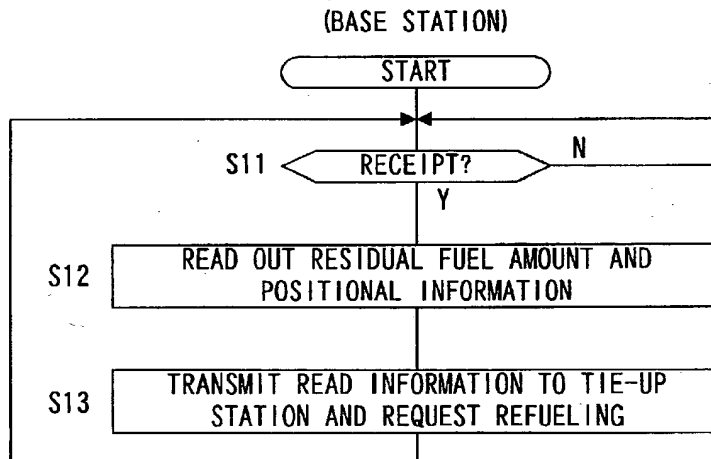 (BASE STATION)
START
S11
RECEIPT?
N
Y
S12
READ OUT RESIDUAL FUEL AMOUNT AND
POSITIONAL INFORMATION
S13
TRANSMIT READ INFORMATION TO TIE-UP
STATION AND REQUEST REFUELING